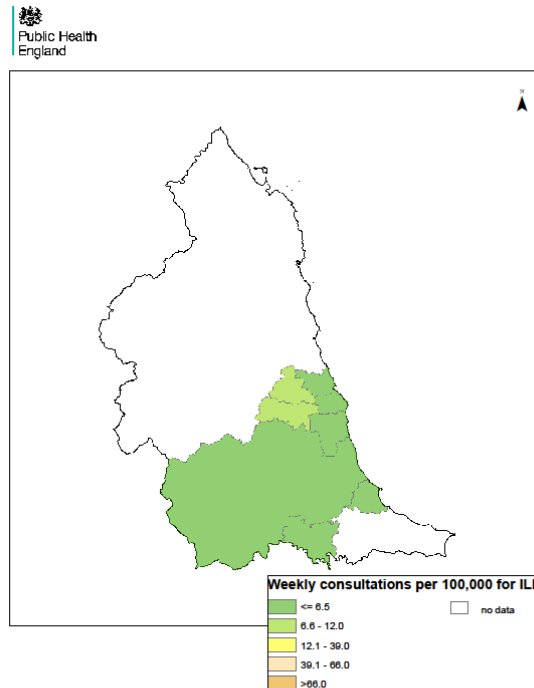 Public Health
England
N
Weekly consultations per 100,000 for ILI
<= 6.5
no data
6.6 - 12.0
12.1 - 39.0
39.1 - 66.0
>66.0